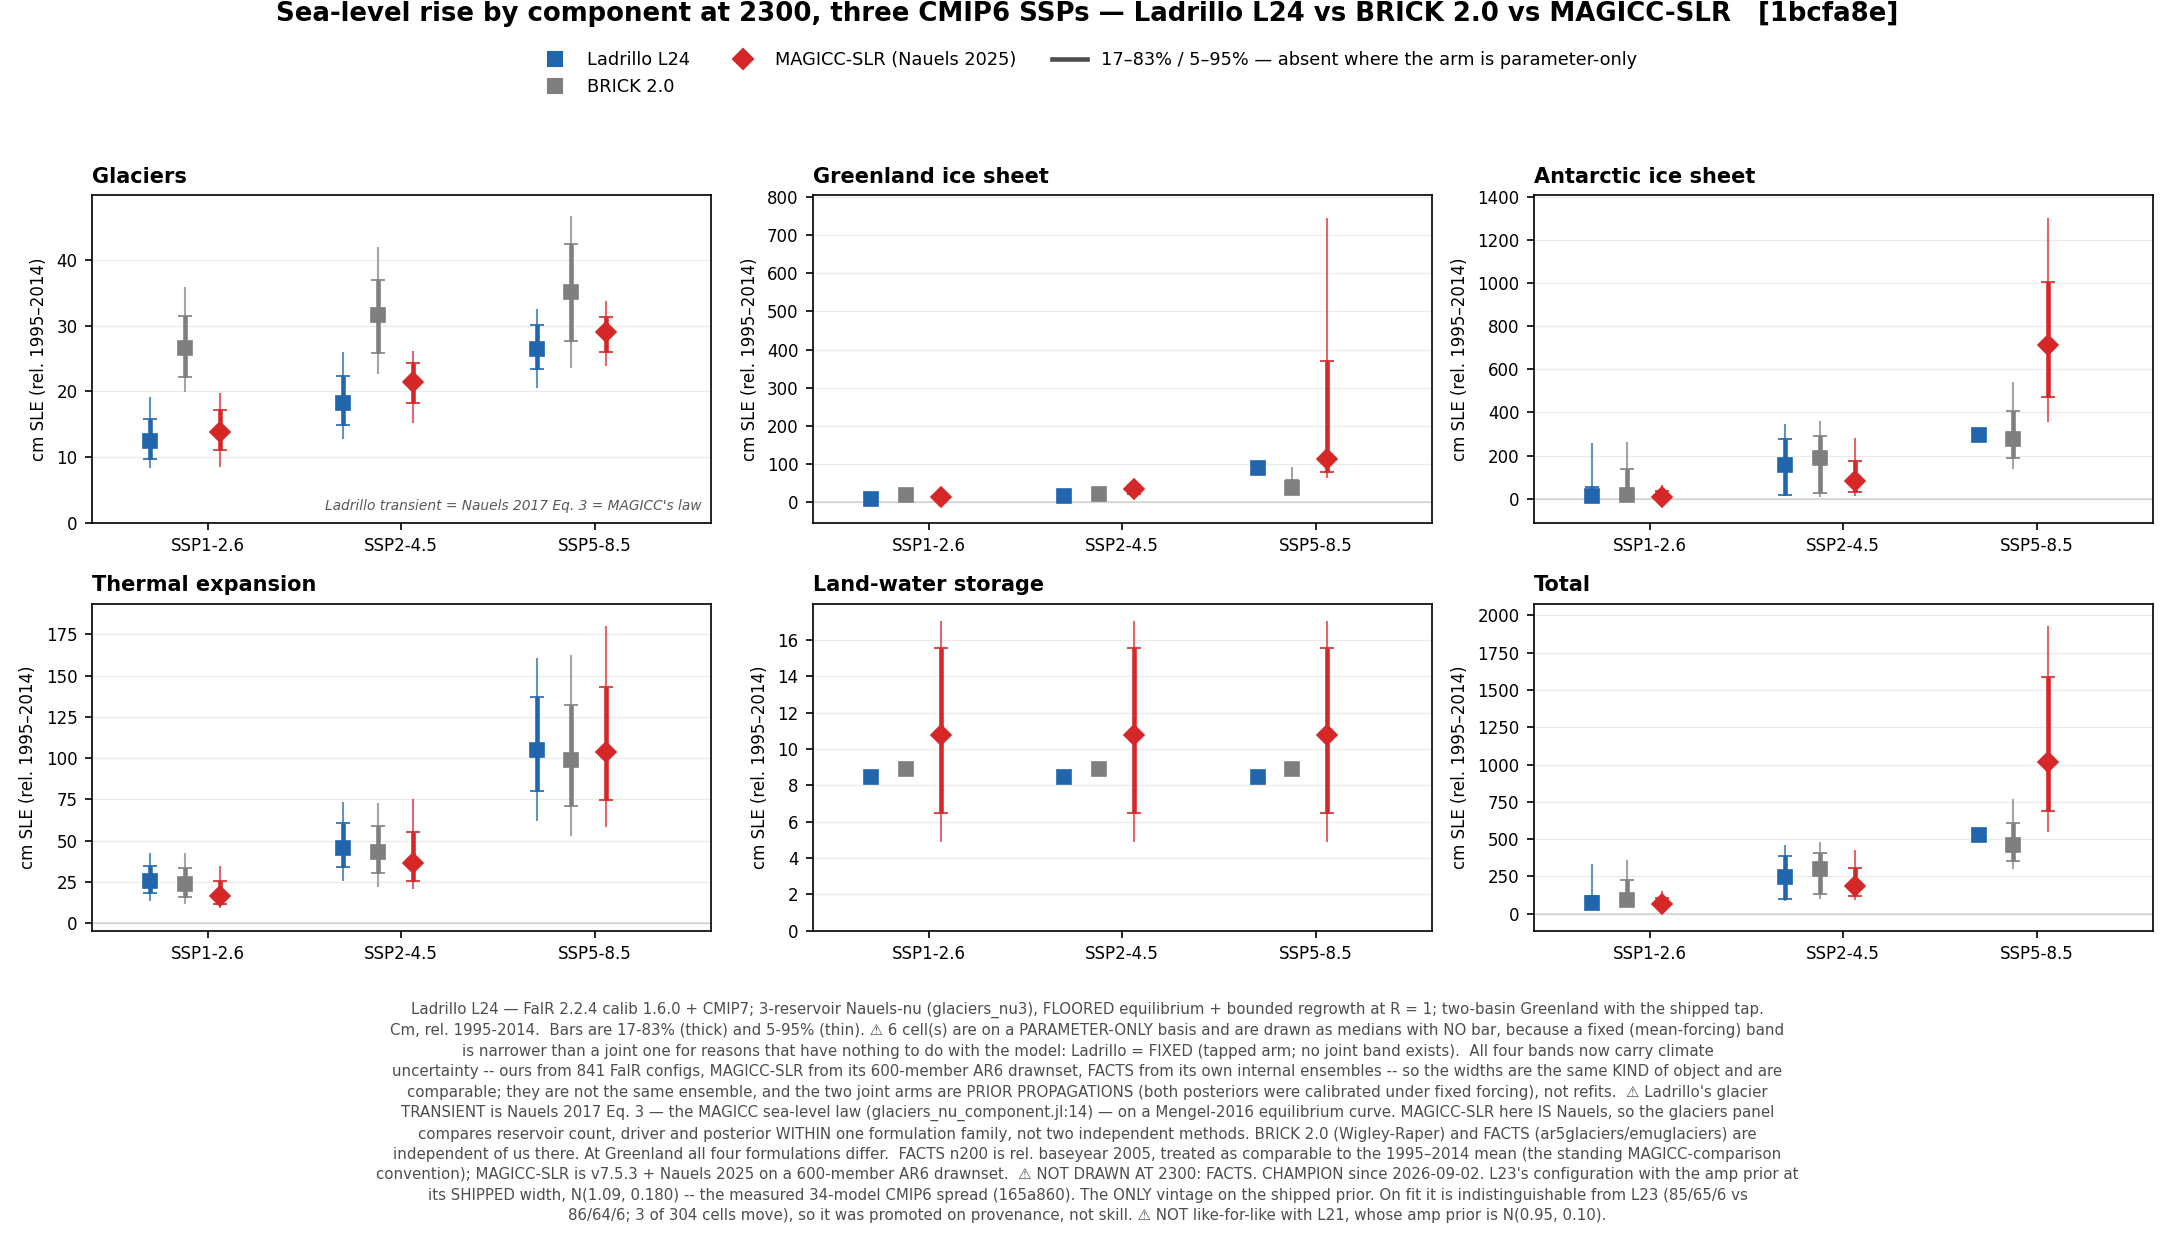 Sea-level rise by component at 2300, three CMIP6 SSPs — Ladrillo L24 vs BRICK 2.0 vs MAGICC-SLR   [1bcfa8e]
Ladrillo L24
BRICK 2.0
MAGICC-SLR (Nauels 2025)
17–83% / 5–95% — absent where the arm is parameter-only
Glaciers
cm SLE (rel. 1995–2014)
40
30
20
10
0
Ladrillo transient = Nauels 2017 Eq. 3 = MAGICC's law
SSP1-2.6
SSP2-4.5
SSP5-8.5
Greenland ice sheet
cm SLE (rel. 1995–2014)
800
700
600
500
400
300
200
100
0
SSP1-2.6
SSP2-4.5
SSP5-8.5
Antarctic ice sheet
cm SLE (rel. 1995–2014)
1400
1200
1000
800
600
400
200
0
SSP1-2.6
SSP2-4.5
SSP5-8.5
Thermal expansion
cm SLE (rel. 1995–2014)
175
150
125
100
75
50
25
0
SSP1-2.6
SSP2-4.5
SSP5-8.5
Land-water storage
cm SLE (rel. 1995–2014)
16
14
12
10
8
6
4
2
0
SSP1-2.6
SSP2-4.5
SSP5-8.5
Total
cm SLE (rel. 1995–2014)
2000
1750
1500
1250
1000
750
500
250
0
SSP1-2.6
SSP2-4.5
SSP5-8.5
Ladrillo L24 — FaIR 2.2.4 calib 1.6.0 + CMIP7; 3-reservoir Nauels-nu (glaciers_nu3), FLOORED equilibrium + bounded regrowth at R = 1; two-basin Greenland with the shipped tap.
Cm, rel. 1995-2014.  Bars are 17-83% (thick) and 5-95% (thin). ⚠ 6 cell(s) are on a PARAMETER-ONLY basis and are drawn as medians with NO bar, because a fixed (mean-forcing) band
is narrower than a joint one for reasons that have nothing to do with the model: Ladrillo = FIXED (tapped arm; no joint band exists).  All four bands now carry climate
uncertainty -- ours from 841 FaIR configs, MAGICC-SLR from its 600-member AR6 drawnset, FACTS from its own internal ensembles -- so the widths are the same KIND of object and are
comparable; they are not the same ensemble, and the two joint arms are PRIOR PROPAGATIONS (both posteriors were calibrated under fixed forcing), not refits.  ⚠ Ladrillo's glacier
TRANSIENT is Nauels 2017 Eq. 3 — the MAGICC sea-level law (glaciers_nu_component.jl:14) — on a Mengel-2016 equilibrium curve. MAGICC-SLR here IS Nauels, so the glaciers panel
compares reservoir count, driver and posterior WITHIN one formulation family, not two independent methods. BRICK 2.0 (Wigley-Raper) and FACTS (ar5glaciers/emuglaciers) are
independent of us there. At Greenland all four formulations differ.  FACTS n200 is rel. baseyear 2005, treated as comparable to the 1995–2014 mean (the standing MAGICC-comparison
convention); MAGICC-SLR is v7.5.3 + Nauels 2025 on a 600-member AR6 drawnset.  ⚠ NOT DRAWN AT 2300: FACTS. CHAMPION since 2026-09-02. L23's configuration with the amp prior at
its SHIPPED width, N(1.09, 0.180) -- the measured 34-model CMIP6 spread (165a860). The ONLY vintage on the shipped prior. On fit it is indistinguishable from L23 (85/65/6 vs
86/64/6; 3 of 304 cells move), so it was promoted on provenance, not skill. ⚠ NOT like-for-like with L21, whose amp prior is N(0.95, 0.10).